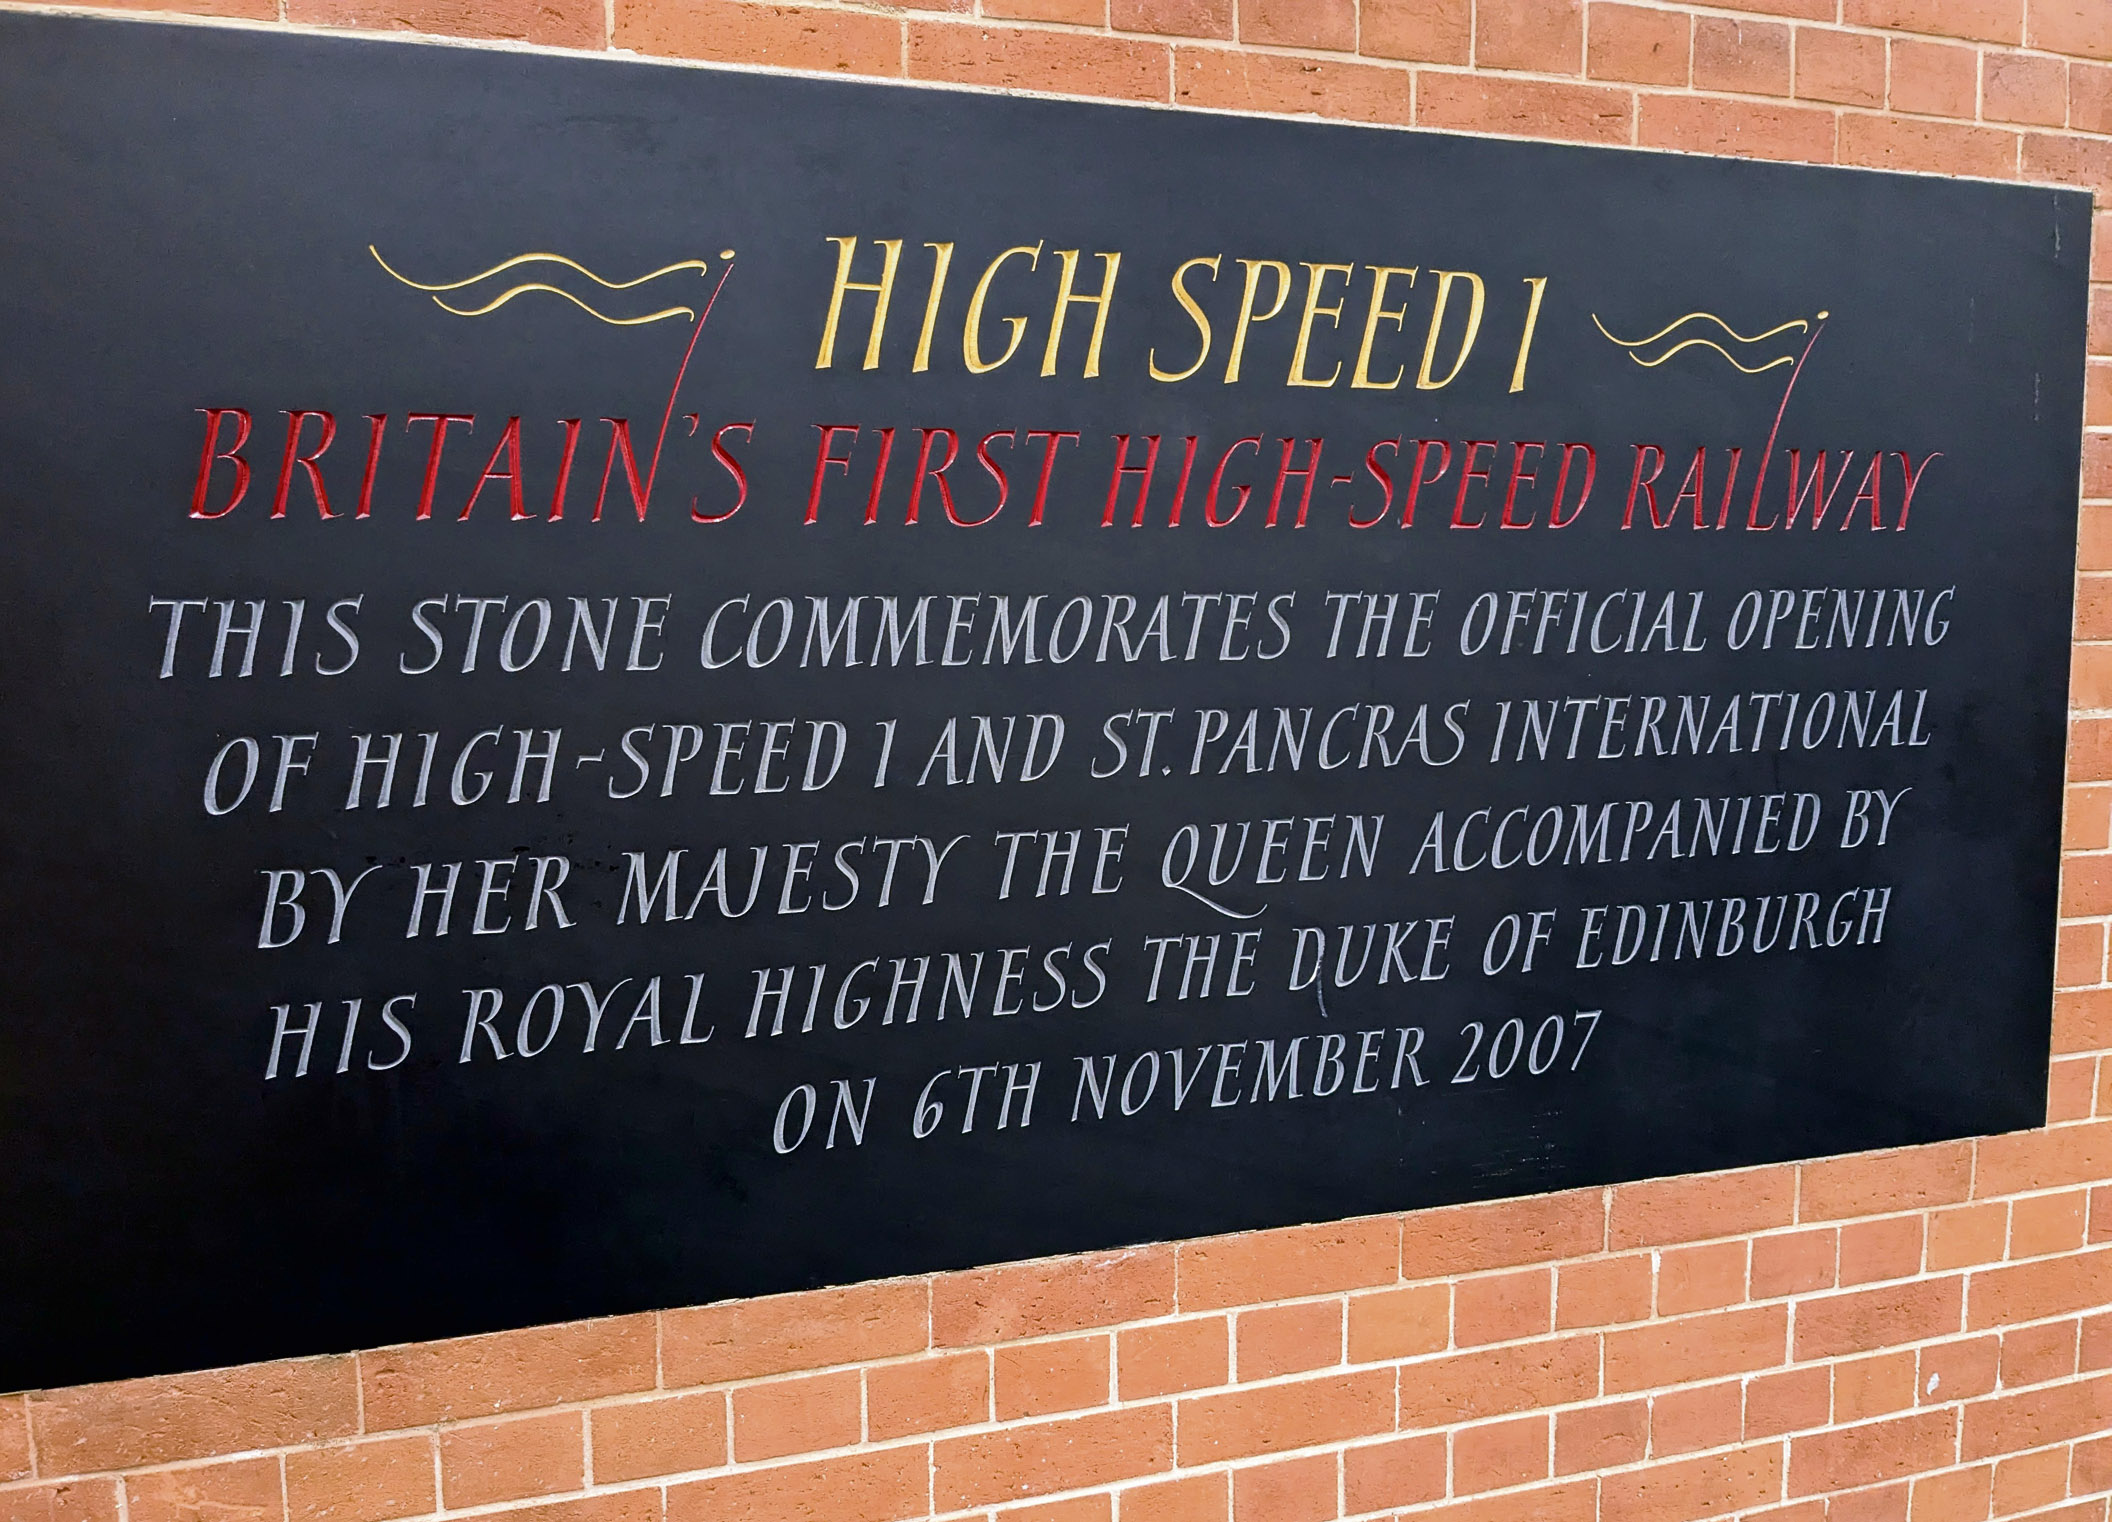 HIGH SPEED 1
BRITAIN'S FIRST HIGH-SPEED RAILWAY
THIS STONE COMMEMORATES THE OFFICIAL OPENING
OF HIGH-SPEED 1 AND ST. PANCRAS INTERNATIONAL
BY HER MAJESTY THE QUEEN ACCOMPANIED BY
HIS ROYAL HIGHNESS THE DUKE OF EDINBURGH
ON 6TH NOVEMBER 2007